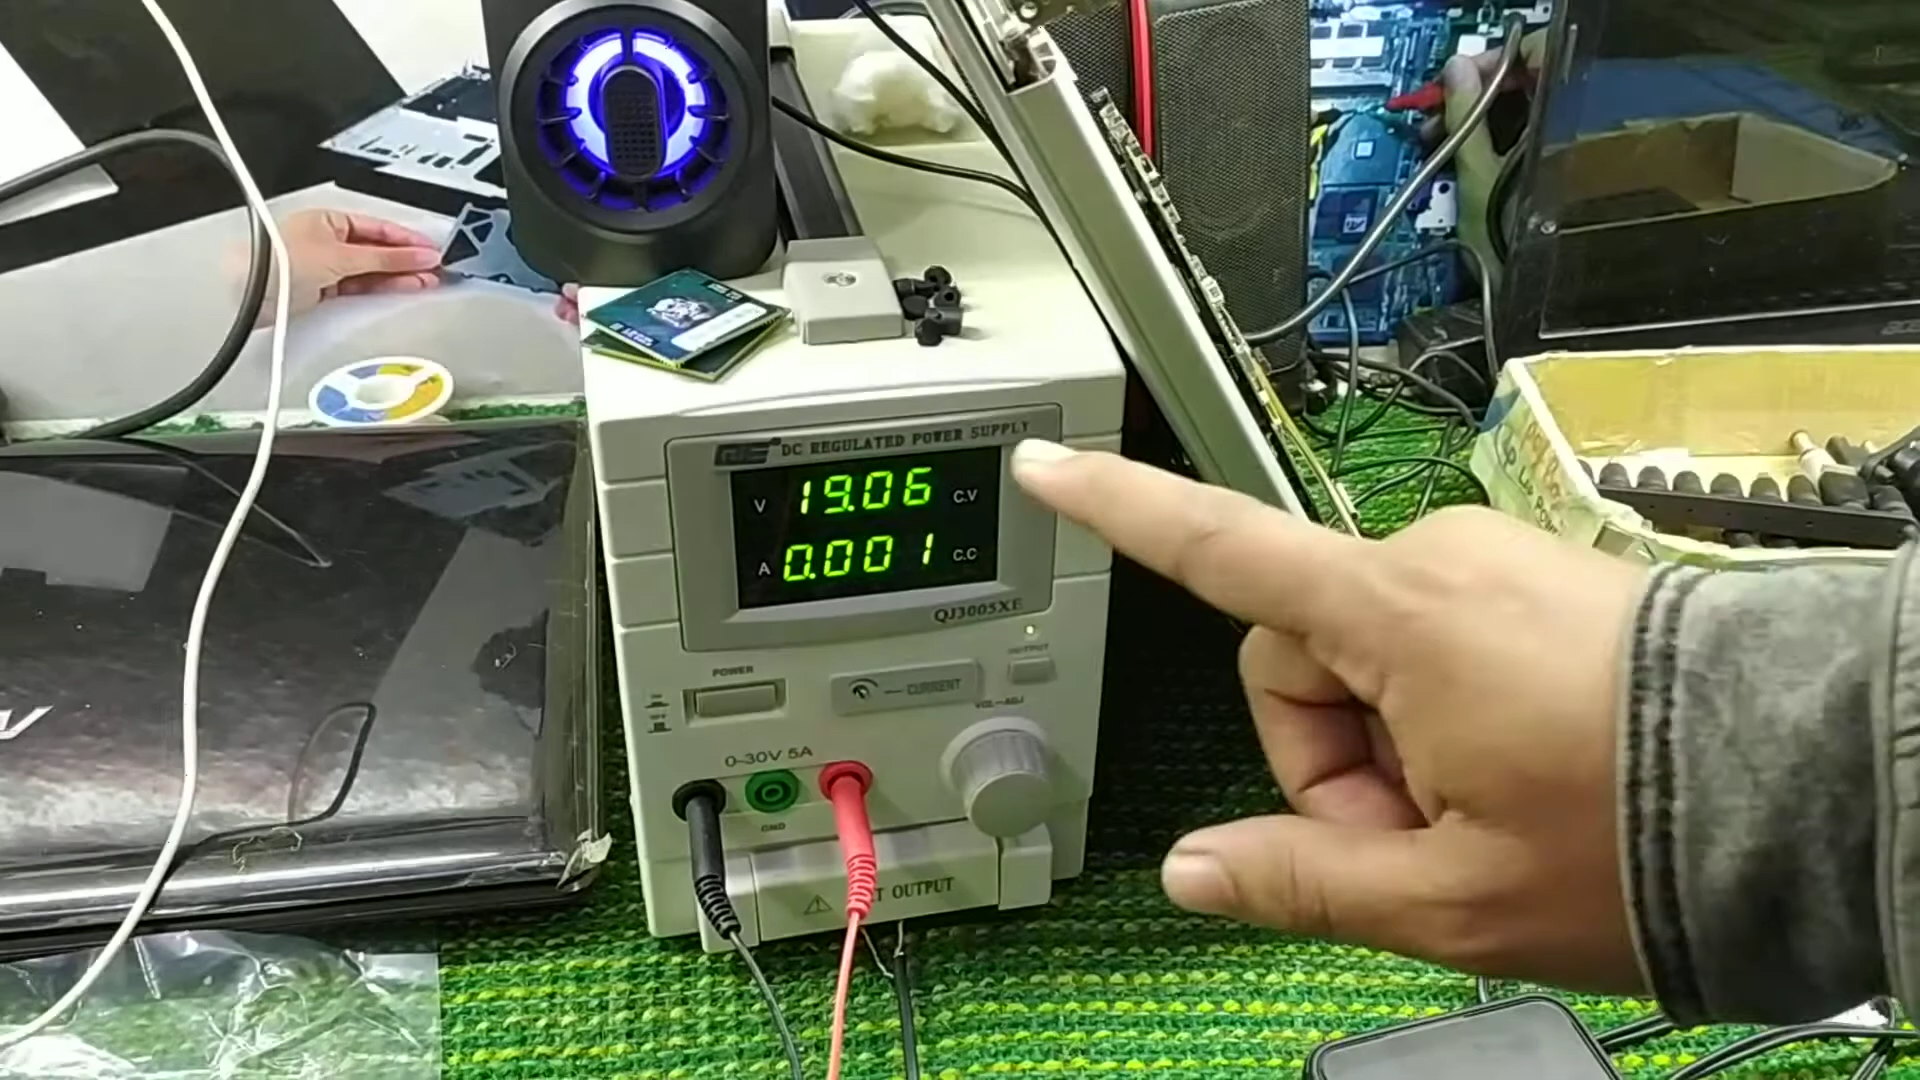 DC REGULATED POWER SUPPLY
V 19.06 C.V
A 0.001 C.C
QJ3005XE
OUTPUT
POWER
CURRENT
VOL-ADJ
0-30V 5A
GND
OUTPUT